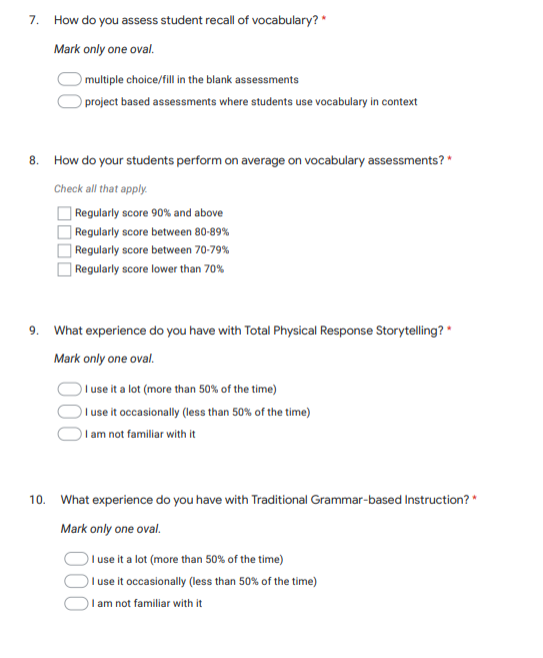 7. How do you assess student recall of vocabulary? *
Mark only one oval.
multiple choice/fill in the blank assessments
project based assessments where students use vocabulary in context
8. How do your students perform on average on vocabulary assessments? *
Check all that apply.
Regularly score 90% and above
Regularly score between 80-89%
Regularly score between 70-79%
Regularly score lower than 70%
9. What experience do you have with Total Physical Response Storytelling? *
Mark only one oval.
I use it a lot (more than 50% of the time)
I use it occasionally (less than 50% of the time)
I am not familiar with it
10. What experience do you have with Traditional Grammar-based Instruction? *
Mark only one oval.
I use it a lot (more than 50% of the time)
I use it occasionally (less than 50% of the time)
I am not familiar with it